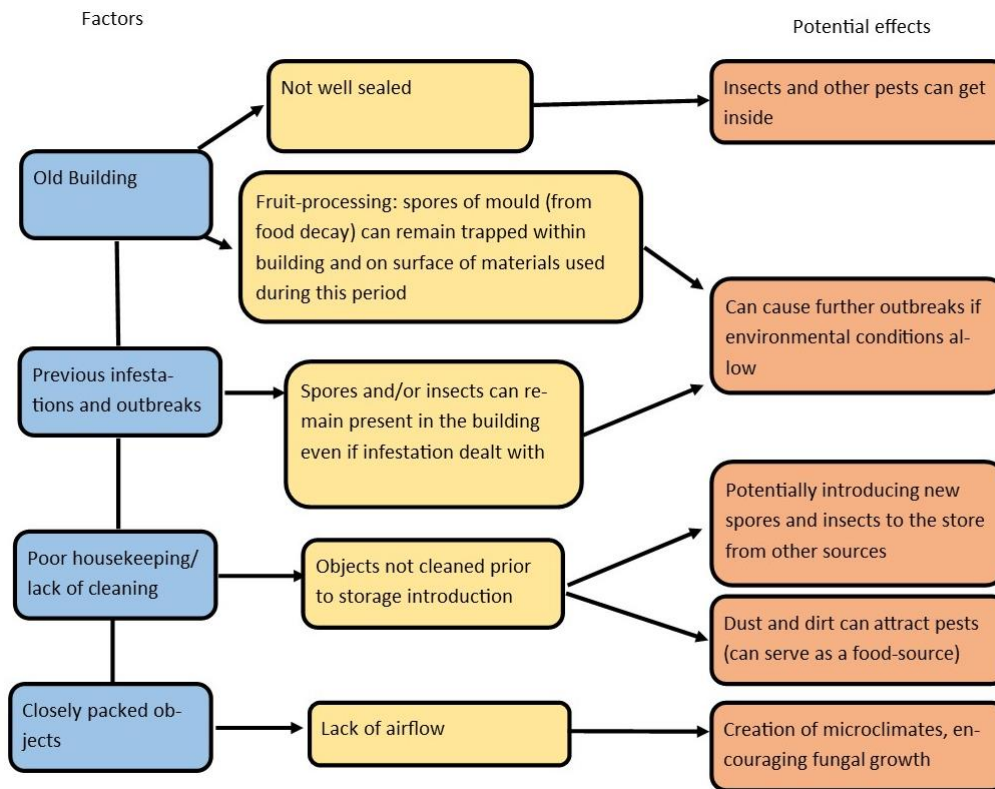 Factors
Potential effects
Not well sealed
Insects and other pests can get
inside
Old Building
Fruit-processing: spores of mould (from
food decay) can remain trapped within
building and on surface of materials used
during this period
Can cause further outbreaks if
environmental conditions al-
low
Previous infesta-
tions and outbreaks
Spores and/or insects can re-
main present in the building
even if infestation dealt with
Potentially introducing new
spores and insects to the store
from other sources
Poor housekeeping/
lack of cleaning
Objects not cleaned prior
to storage introduction
Dust and dirt can attract pests
(can serve as a food-source)
Closely packed ob-
jects
Lack of airflow
Creation of microclimates, en-
couraging fungal growth